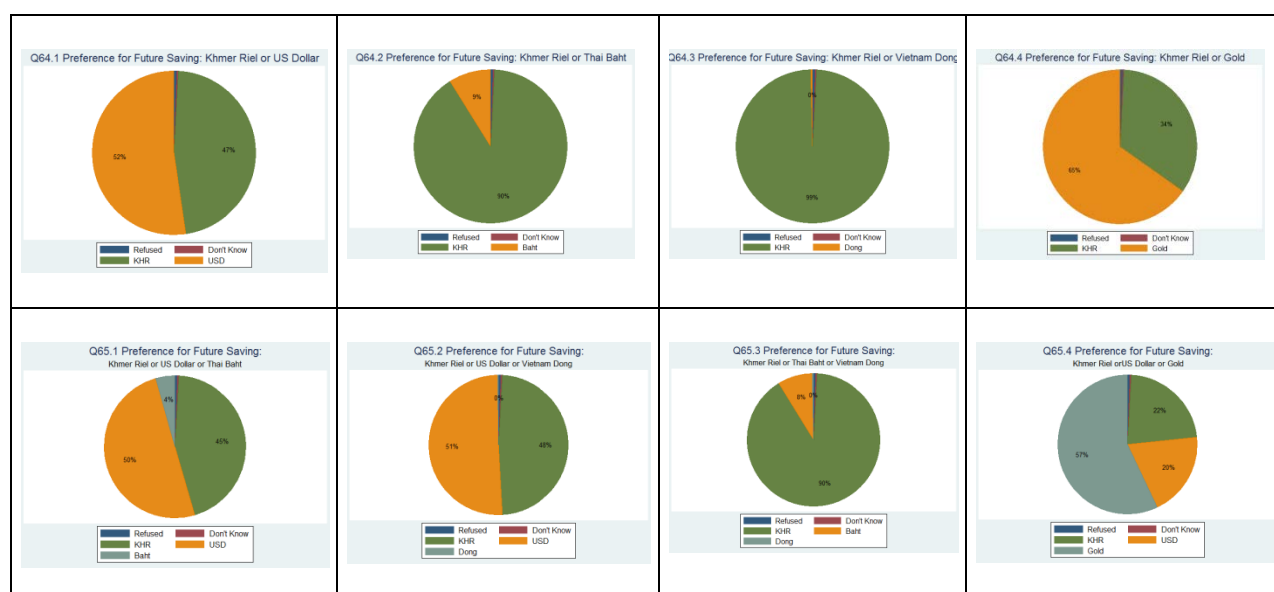 Q64.1 Preference for Future Saving: Khmer Riel or US Dollar
52%
47%
Refused
Don't Know
KHR
USD
Q64.2 Preference for Future Saving: Khmer Riel or Thai Baht
9%
90%
Refused
Don't Know
KHR
Baht
Q64.3 Preference for Future Saving: Khmer Riel or Vietnam Dong
0%
99%
Refused
Don't Know
KHR
Dong
Q64.4 Preference for Future Saving: Khmer Riel or Gold
34%
65%
Refused
Don't Know
KHR
Gold
Q65.1 Preference for Future Saving:
Khmer Riel or US Dollar or Thai Baht
4%
45%
50%
Refused
Don't Know
KHR
USD
Baht
Q65.2 Preference for Future Saving:
Khmer Riel or US Dollar or Vietnam Dong
0%
51%
48%
Refused
Don't Know
KHR
USD
Dong
Q65.3 Preference for Future Saving:
Khmer Riel or Thai Baht or Vietnam Dong
8%
0%
90%
Refused
Don't Know
KHR
Baht
Dong
Q65.4 Preference for Future Saving:
Khmer Riel orUS Dollar or Gold
22%
57%
20%
Refused
Don't Know
KHR
USD
Gold